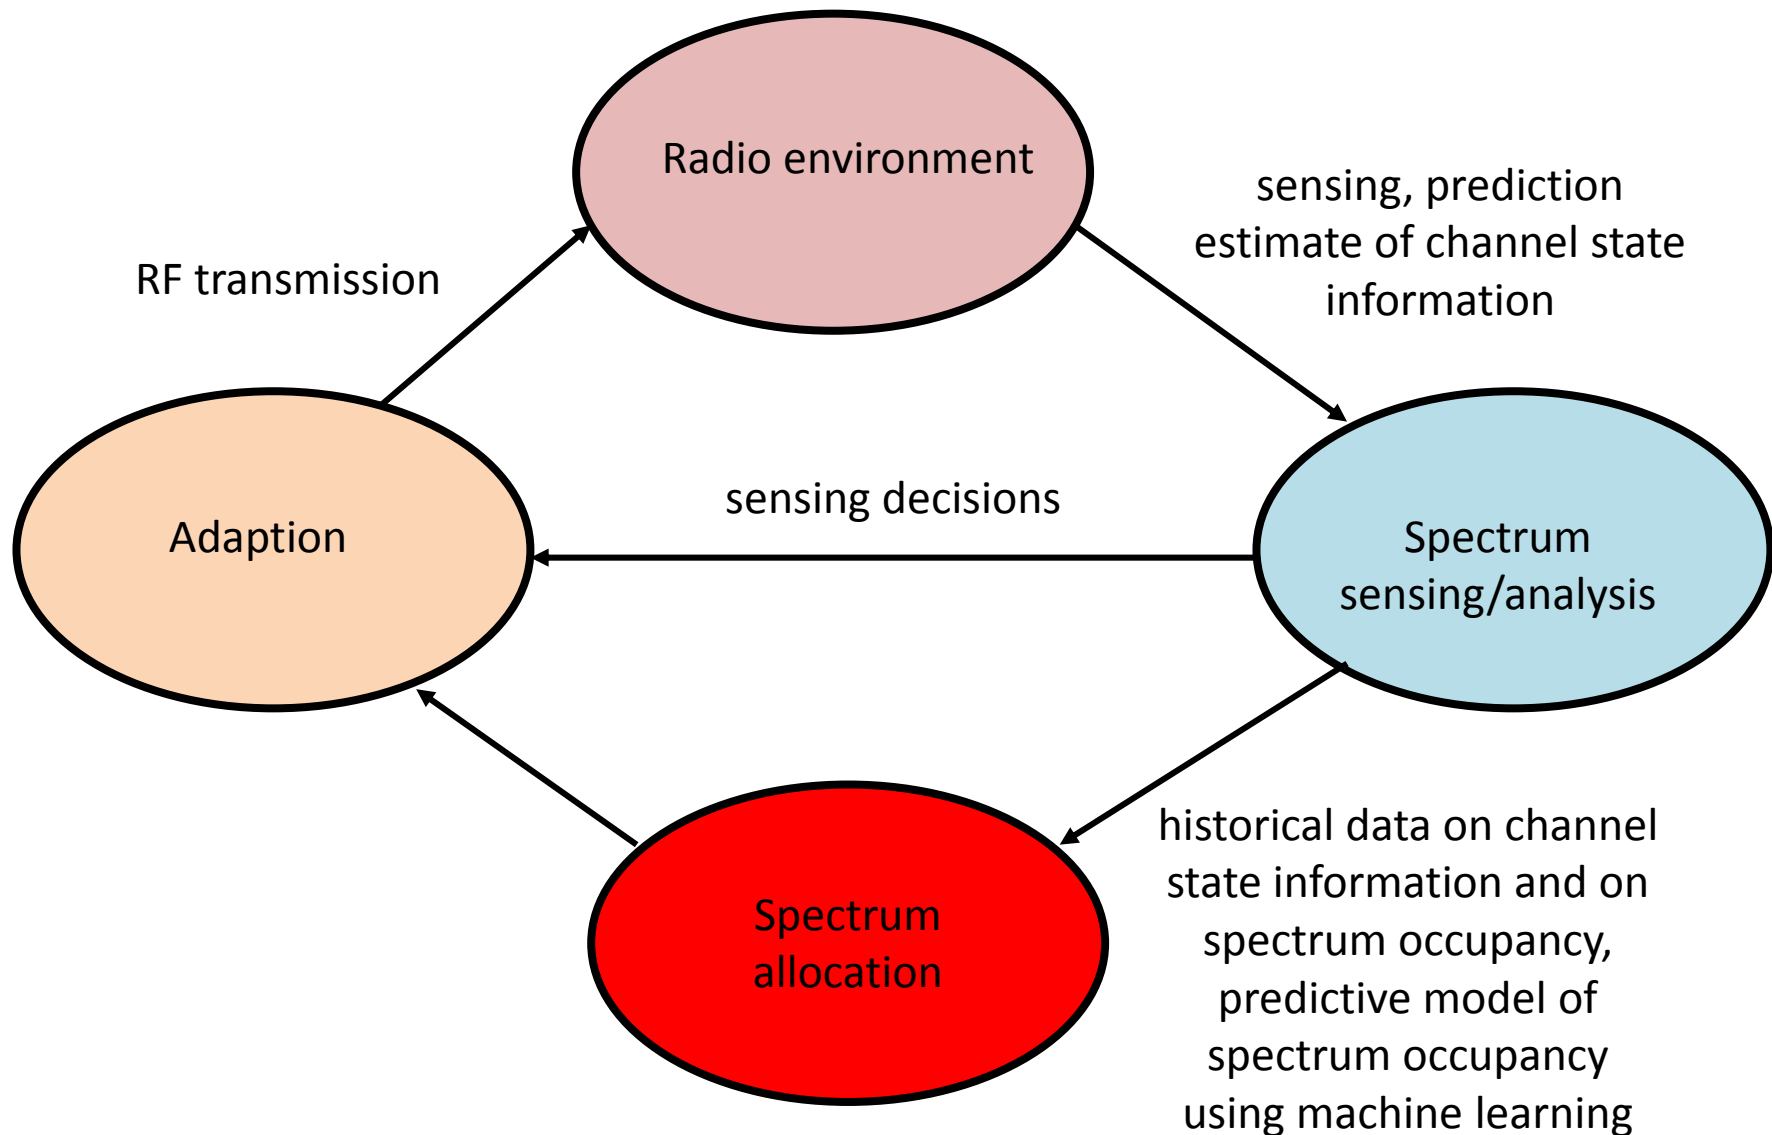 Radio environment
sensing, prediction
estimate of channel state
information
RF transmission
sensing decisions
Adaption
Spectrum
sensing/analysis
Spectrum
allocation
historical data on channel
state information and on
spectrum occupancy,
predictive model of
spectrum occupancy
using machine learning